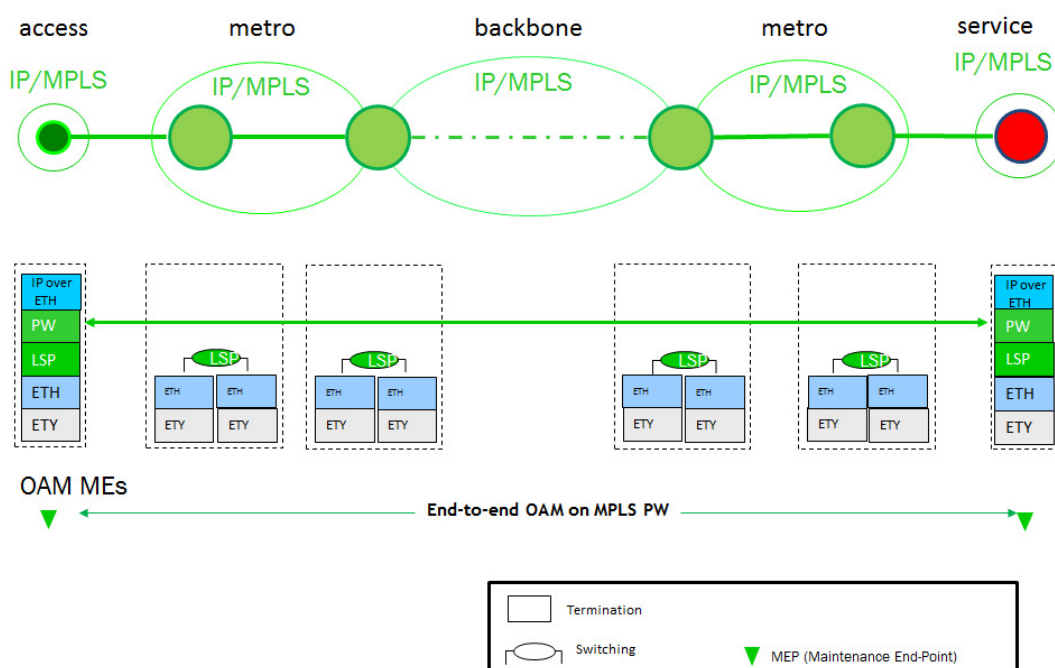 access metro backbone metro service
IP/MPLS IP/MPLS IP/MPLS IP/MPLS IP/MPLS
IP over
ETH
PW
LSP
ETH
ETY
LSP
ETH ETH
ETY ETY
LSP
ETH ETH
ETY ETY
LSP
ETH ETH
ETY ETY
LSP
ETH ETH
ETY ETY
IP over
ETH
PW
LSP
ETH
ETY
OAM MEs
End-to-end OAM on MPLS PW
Termination
Switching
MEP (Maintenance End-Point)